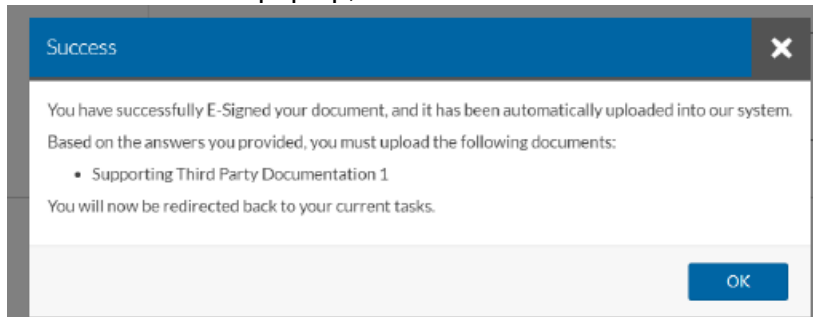 Success
You have successfully E-Signed your document, and it has been automatically uploaded into our system.
Based on the answers you provided, you must upload the following documents:
• Supporting Third Party Documentation 1
You will now be redirected back to your current tasks.
OK